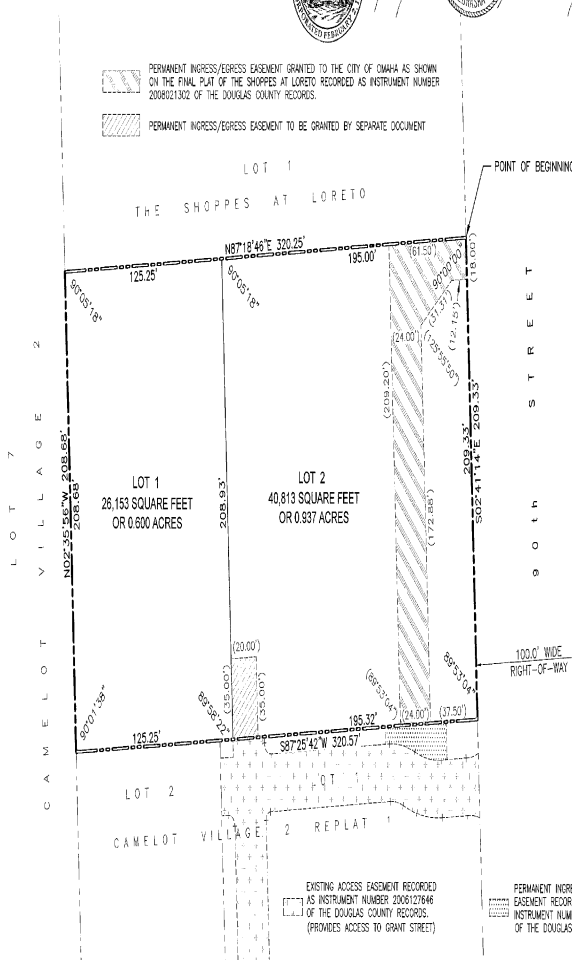 PORATED FEBRUARY 2, 1
PERMANENT INGRESS/EGRESS EASEMENT GRANTED TO THE CITY OF OMAHA AS SHOWN
ON THE FINAL PLAT OF THE SHOPPES AT LORETO RECORDED AS INSTRUMENT NUMBER
2008021302 OF THE DOUGLAS COUNTY RECORDS.
PERMANENT INGRESS/EGRESS EASEMENT TO BE GRANTED BY SEPARATE DOCUMENT
LOT 1
THE SHOPPES AT LORETO
POINT OF BEGINNING
N87°18'46"E 320.25'
125.25'
195.00'
(61.50')
90°00'00"
(18.00')
90°05'18"
90°05'18"
(31.31')
(12.15')
(24.00')
(125°55'50")
(209.20')
LOT 7
CAMELOT VILLAGE 2
N02°35'56"W 208.68'
208.68'
LOT 1
26,153 SQUARE FEET
OR 0.600 ACRES
208.93'
LOT 2
40,813 SQUARE FEET
OR 0.937 ACRES
(172.88')
209.33'
S02°41'14"E 209.33'
90th STREET
100.0' WIDE
RIGHT-OF-WAY
(20.00')
(35.00')
(35.00')
90°01'38"
89°58'22"
(89°53'04")
89°53'04"
125.25'
195.32'
(24.00')
(37.50')
S87°25'42"W 320.57'
LOT 2
LOT 1
CAMELOT VILLAGE 2 REPLAT 1
EXISTING ACCESS EASEMENT RECORDED
AS INSTRUMENT NUMBER 2006127646
OF THE DOUGLAS COUNTY RECORDS.
(PROVIDES ACCESS TO GRANT STREET)
PERMANENT INGRE
EASEMENT RECOR
INSTRUMENT NUM
OF THE DOUGLAS